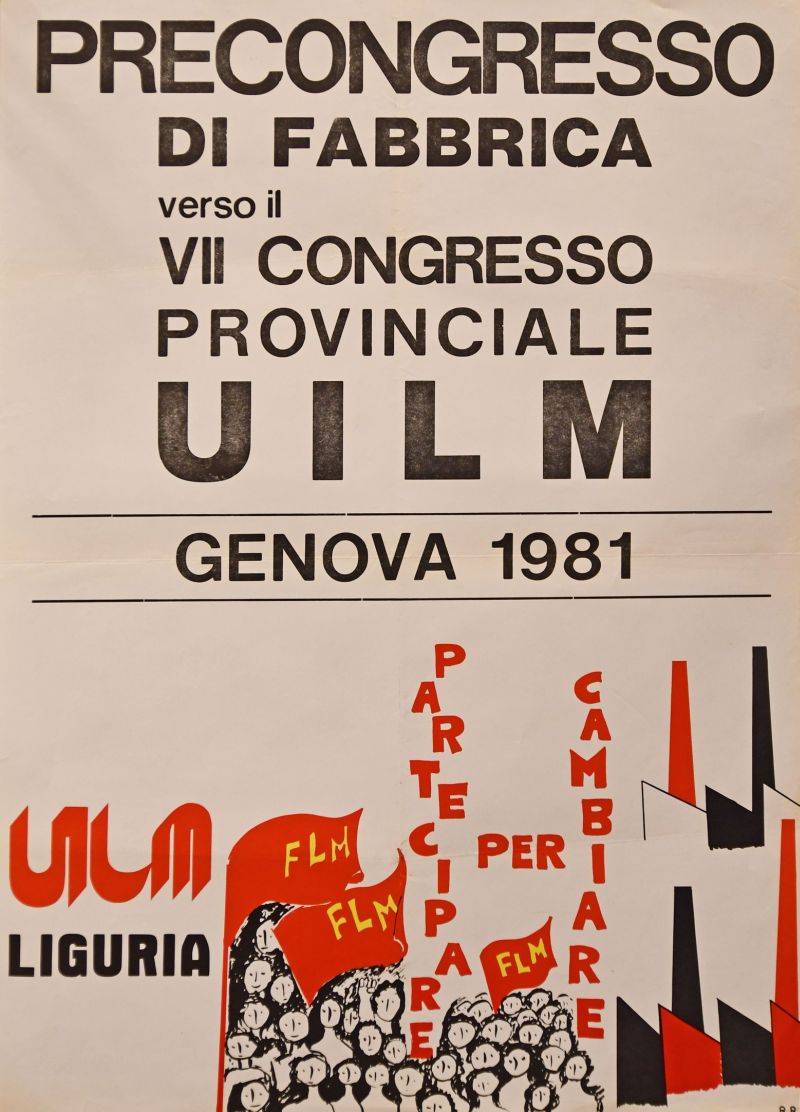 PRECONGRESSO
DI FABBRICA
verso il
VII CONGRESSO
PROVINCIALE
UILM
GENOVA 1981
PARTECIPARE
PER
CAMBIARE
UILM
LIGURIA
FLM
FLM
FLM